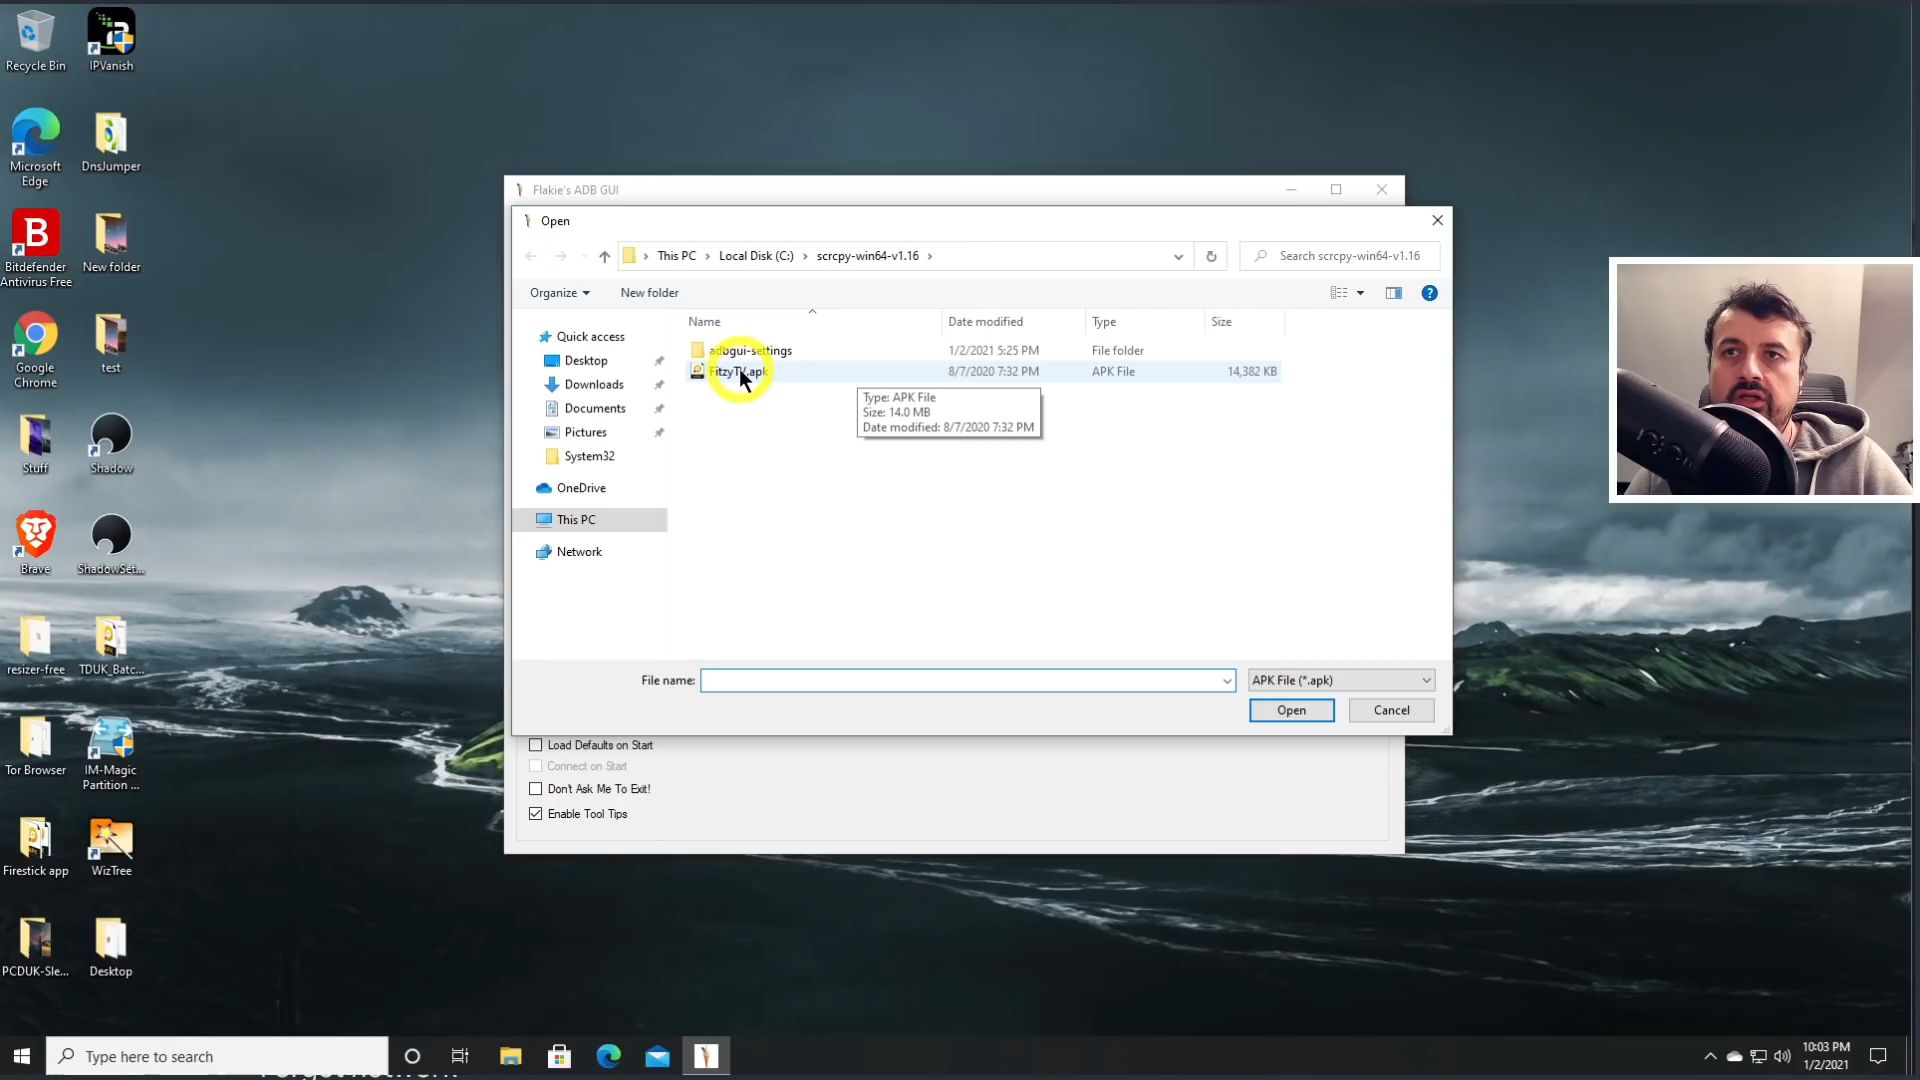 Recycle Bin
IPVanish
Microsoft
Edge
DnsJumper
Bitdefender
Antivirus Free
New folder
Google
Chrome
test
Stuff
Shadow
Brave
ShadowSet...
resizer-free
TDUK_Batc...
Tor Browser
IM-Magic
Partition ...
Firestick app
WizTree
PCDUK-Sle...
Desktop
Flakie's ADB GUI
Open
This PC > Local Disk (C:) > scrcpy-win64-v1.16 >
Search scrcpy-win64-v1.16
Organize
New folder
Name
Date modified
Type
Size
Quick access
Desktop
Downloads
Documents
Pictures
System32
OneDrive
This PC
Network
adbgui-settings 1/2/2021 5:25 PM File folder
FitzyTV.apk 8/7/2020 7:32 PM APK File 14,382 KB
Type: APK File
Size: 14.0 MB
Date modified: 8/7/2020 7:32 PM
File name:
APK File (*.apk)
Open
Cancel
Load Defaults on Start
Connect on Start
Don't Ask Me To Exit!
Enable Tool Tips
Type here to search
10:03 PM
1/2/2021